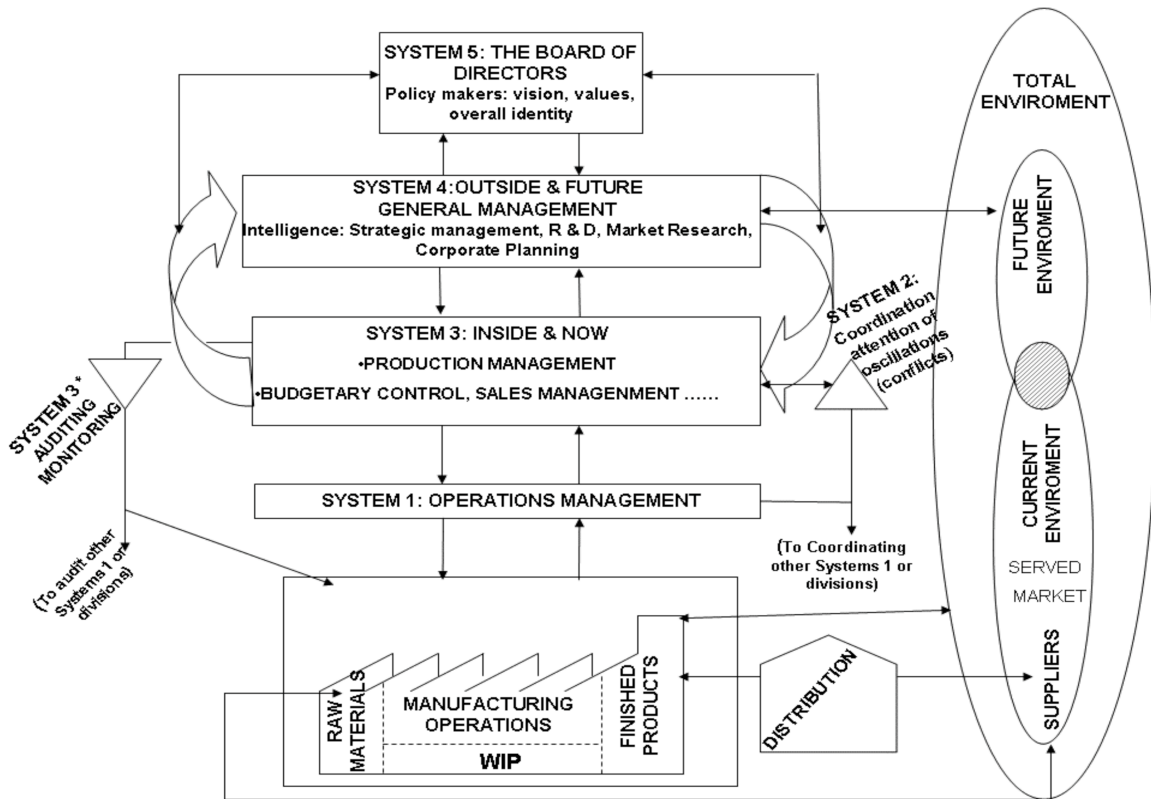 SYSTEM 5: THE BOARD OF
DIRECTORS
Policy makers: vision, values,
overall identity
TOTAL
ENVIROMENT
SYSTEM 4:OUTSIDE & FUTURE
GENERAL MANAGEMENT
Intelligence: Strategic management, R & D, Market Research,
Corporate Planning
FUTURE
ENVIROMENT
SYSTEM 2:
Coordination
attention of
oscillations
(conflicts)
SYSTEM 3: INSIDE & NOW
•PRODUCTION MANAGEMENT
•BUDGETARY CONTROL, SALES MANAGENMENT ......
SYSTEM 3 *
AUDITING
MONITORING
SYSTEM 1: OPERATIONS MANAGEMENT
CURRENT
ENVIROMENT
(To audit other
Systems 1 or
divisions)
(To Coordinating
other Systems 1 or
divisions)
SERVED
MARKET
RAW
MATERIALS
MANUFACTURING
OPERATIONS
WIP
FINISHED
PRODUCTS
DISTRIBUTION
SUPPLIERS